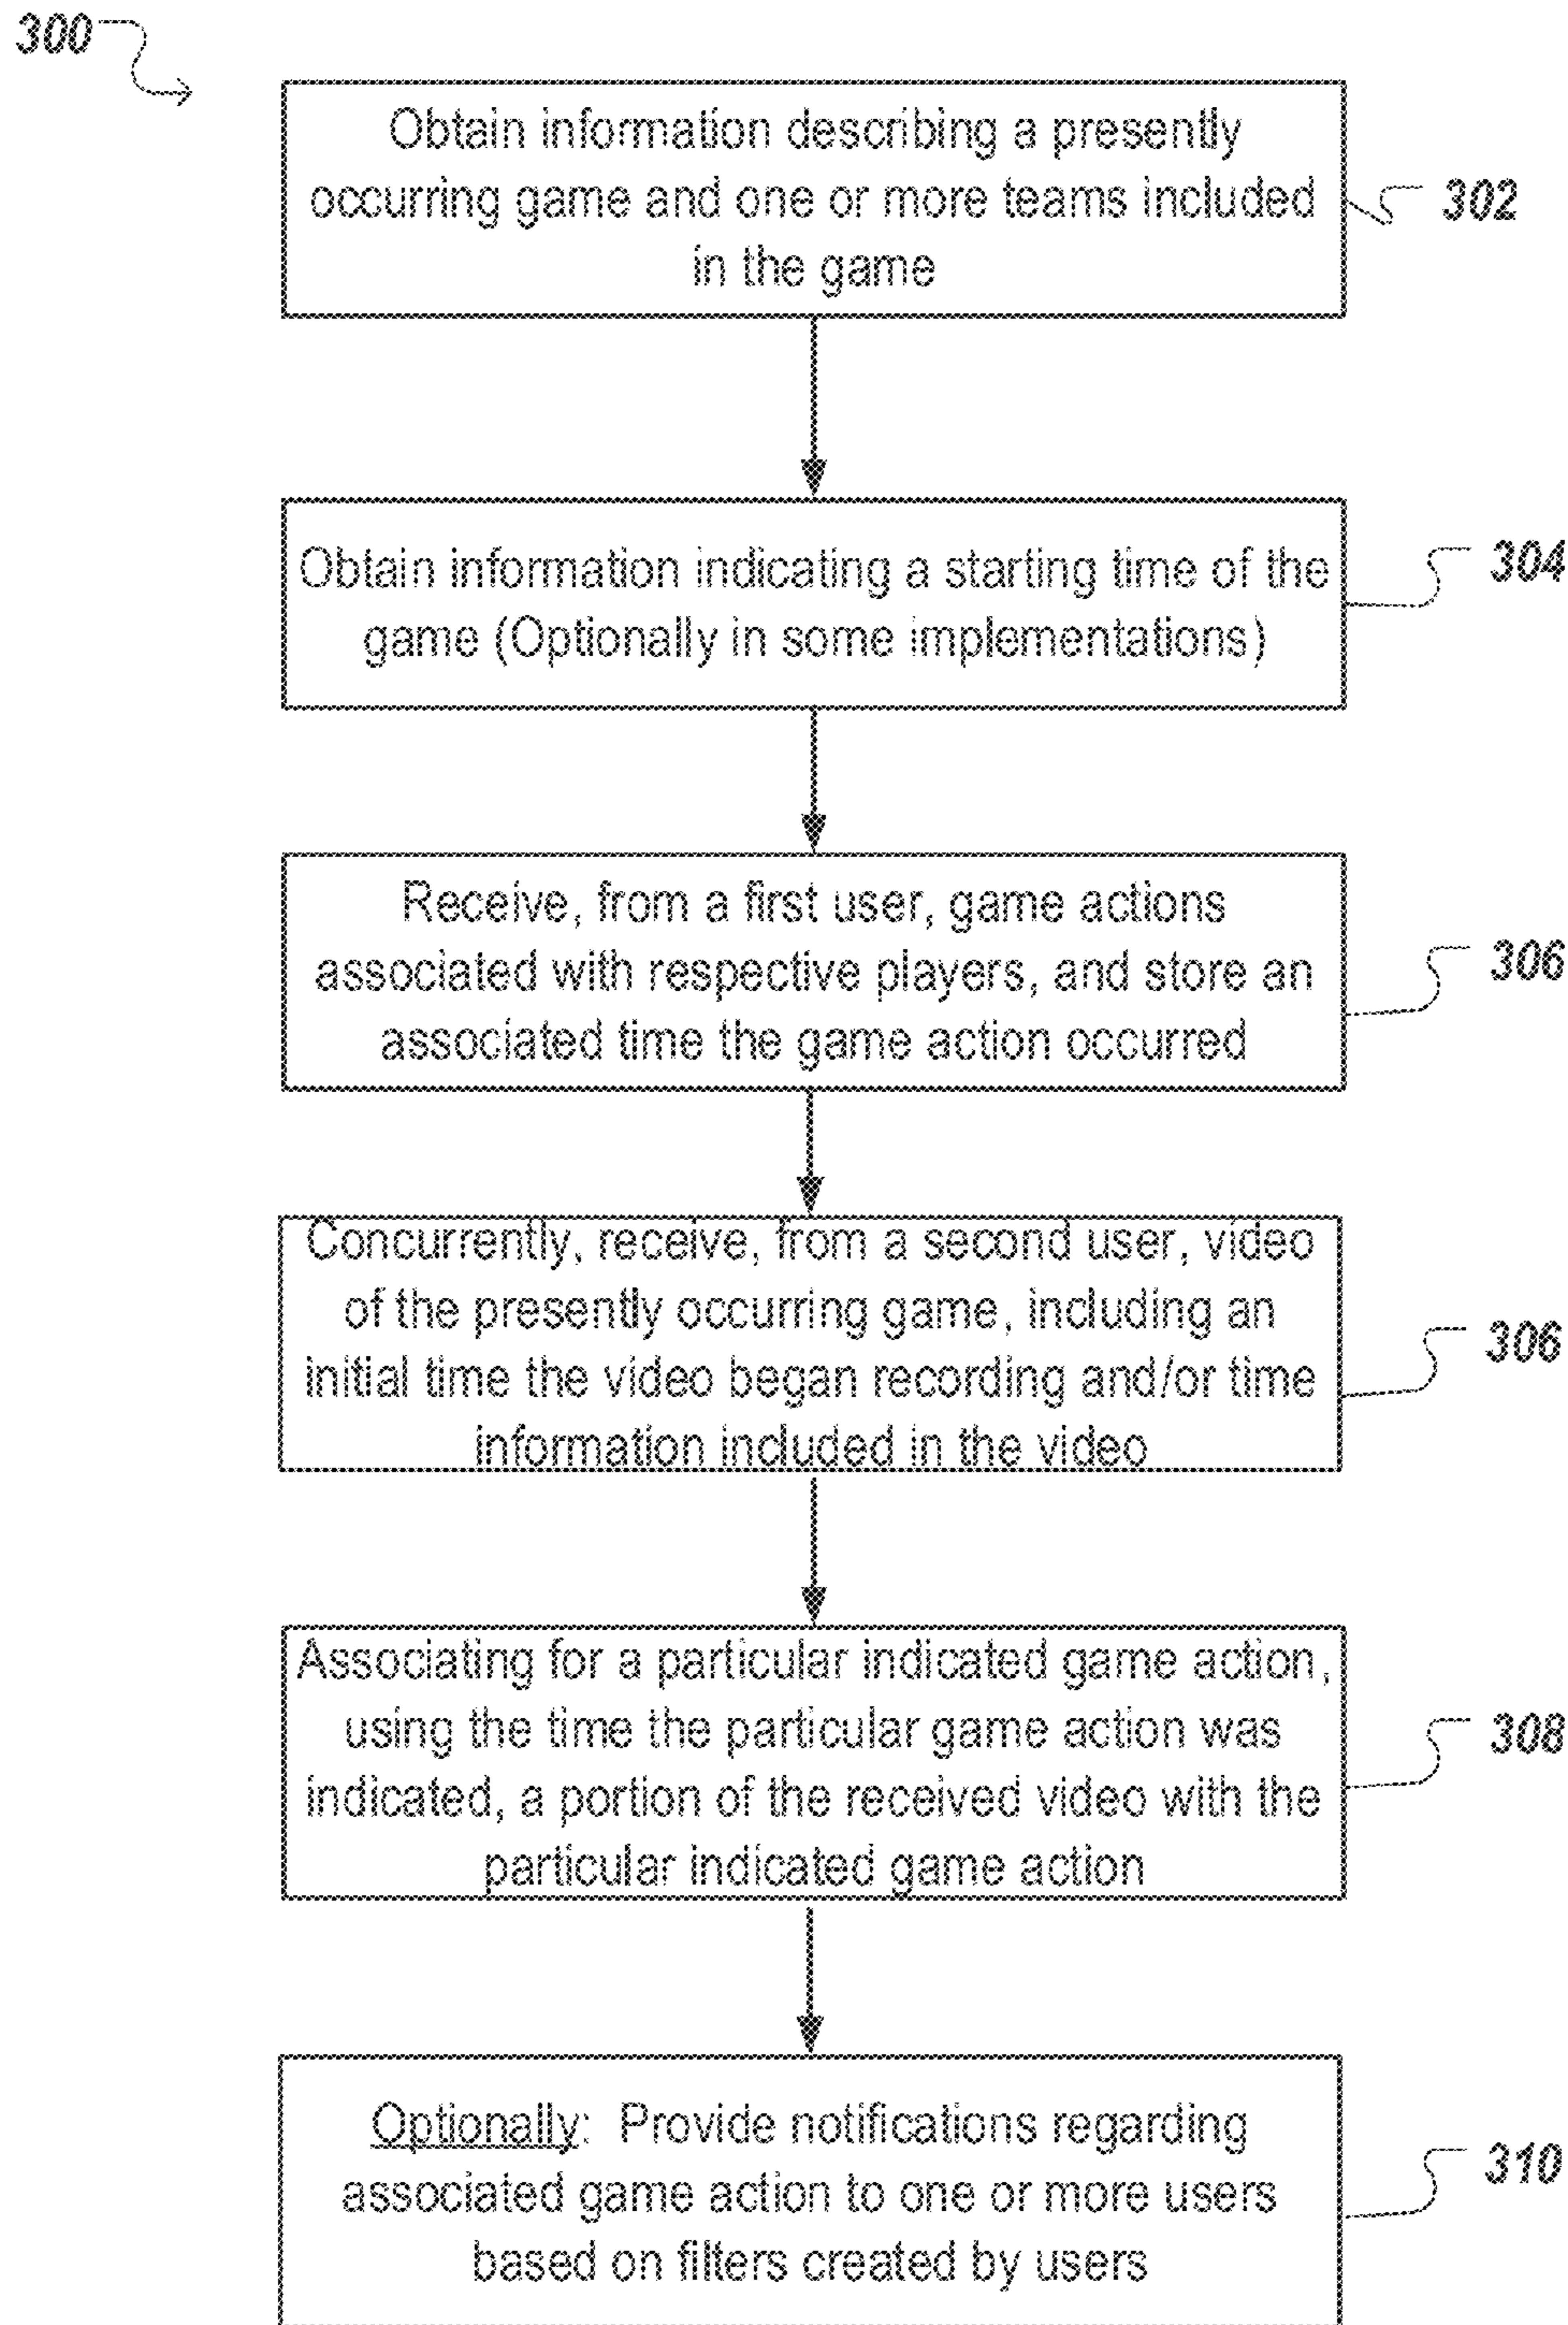 300
Obtain information describing a presently
occurring game and one or more teams included
in the game
302
Obtain information indicating a starting time of the
game (Optionally in some implementations)
304
Receive, from a first user, game actions
associated with respective players, and store an
associated time the game action occurred
306
Concurrently, receive, from a second user, video
of the presently occurring game, including an
initial time the video began recording and/or time
information included in the video
306
Associating for a particular indicated game action,
using the time the particular game action was
indicated, a portion of the received video with the
particular indicated game action
308
Optionally: Provide notifications regarding
associated game action to one or more users
based on filters created by users
310